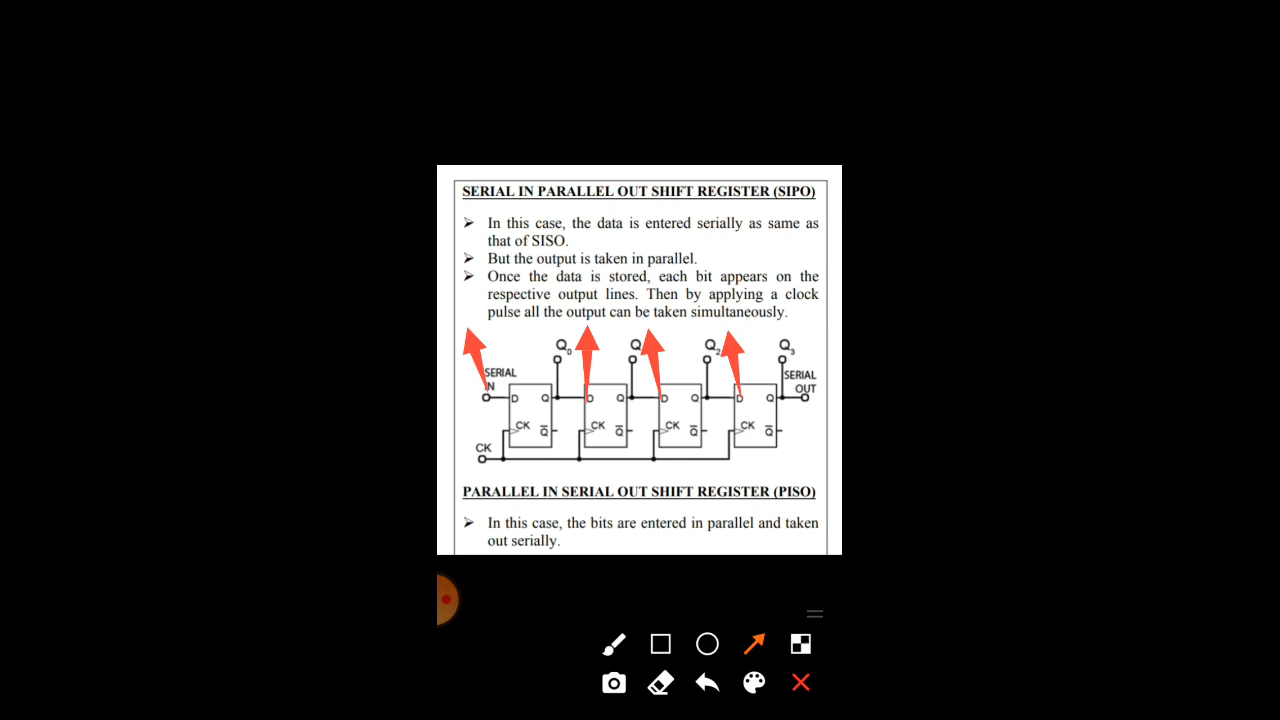 SERIAL IN PARALLEL OUT SHIFT REGISTER (SIPO)
➢ In this case, the data is entered serially as same as
that of SISO.
➢ But the output is taken in parallel.
➢ Once the data is stored, each bit appears on the
respective output lines. Then by applying a clock
pulse all the output can be taken simultaneously.
Q0 Q Q2 Q3
SERIAL
IN
SERIAL
OUT
D Q D Q D Q D Q
CK Q̅ CK Q̅ CK Q̅ CK Q̅
CK
PARALLEL IN SERIAL OUT SHIFT REGISTER (PISO)
➢ In this case, the bits are entered in parallel and taken
out serially.